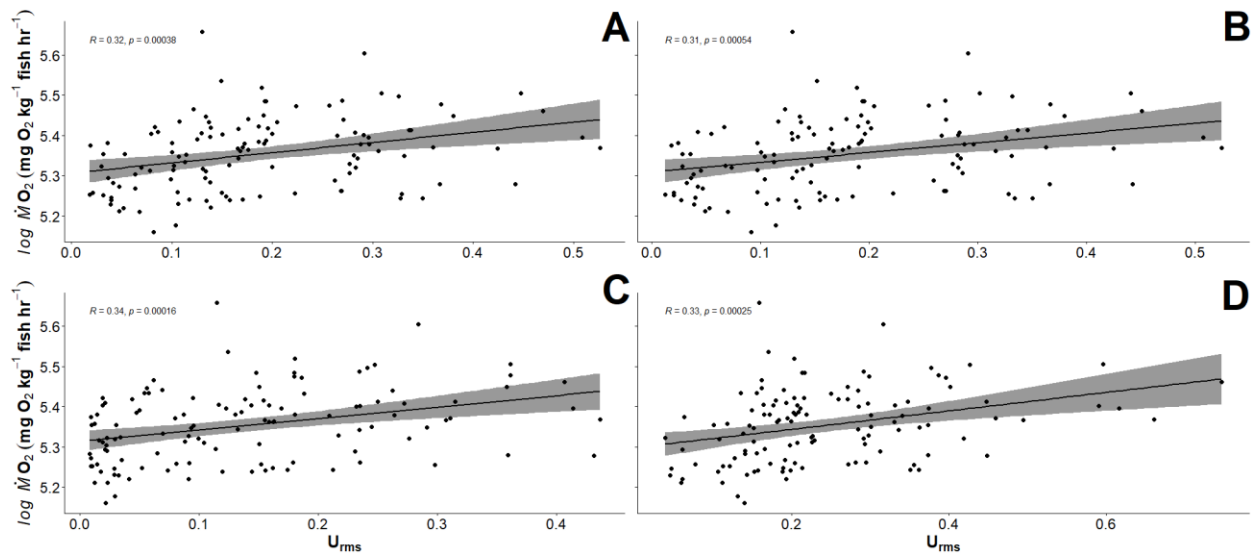 A
R = 0.32, p = 0.00038
log ṀO₂ (mg O₂ kg⁻¹ fish hr⁻¹)
5.6
5.5
5.4
5.3
5.2
0.0 0.1 0.2 0.3 0.4 0.5
B
R = 0.31, p = 0.00054
0.0 0.1 0.2 0.3 0.4 0.5
C
R = 0.34, p = 0.00016
log ṀO₂ (mg O₂ kg⁻¹ fish hr⁻¹)
5.6
5.5
5.4
5.3
5.2
0.0 0.1 0.2 0.3 0.4
Urms
D
R = 0.33, p = 0.00025
0.2 0.4 0.6
Urms